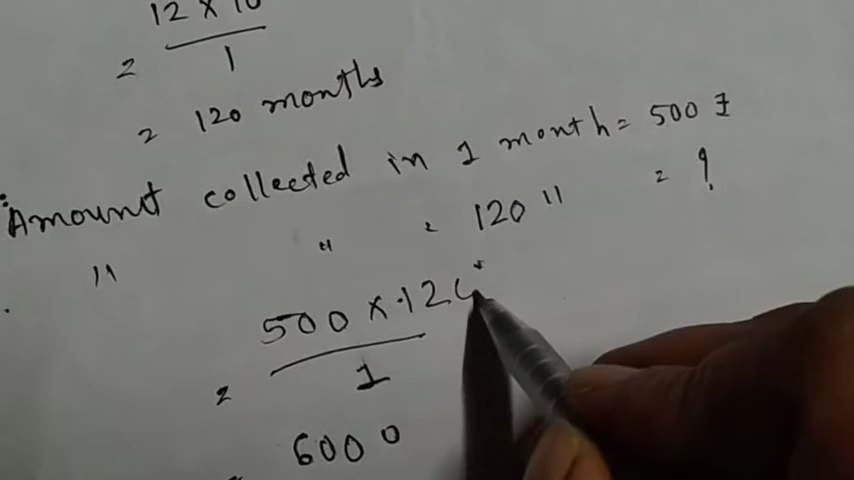 12 × 10
= 1
= 120 months
Amount collected in 1 month = 500 ₹
" " = 120 " = ?
500 × 120
= 1
6000